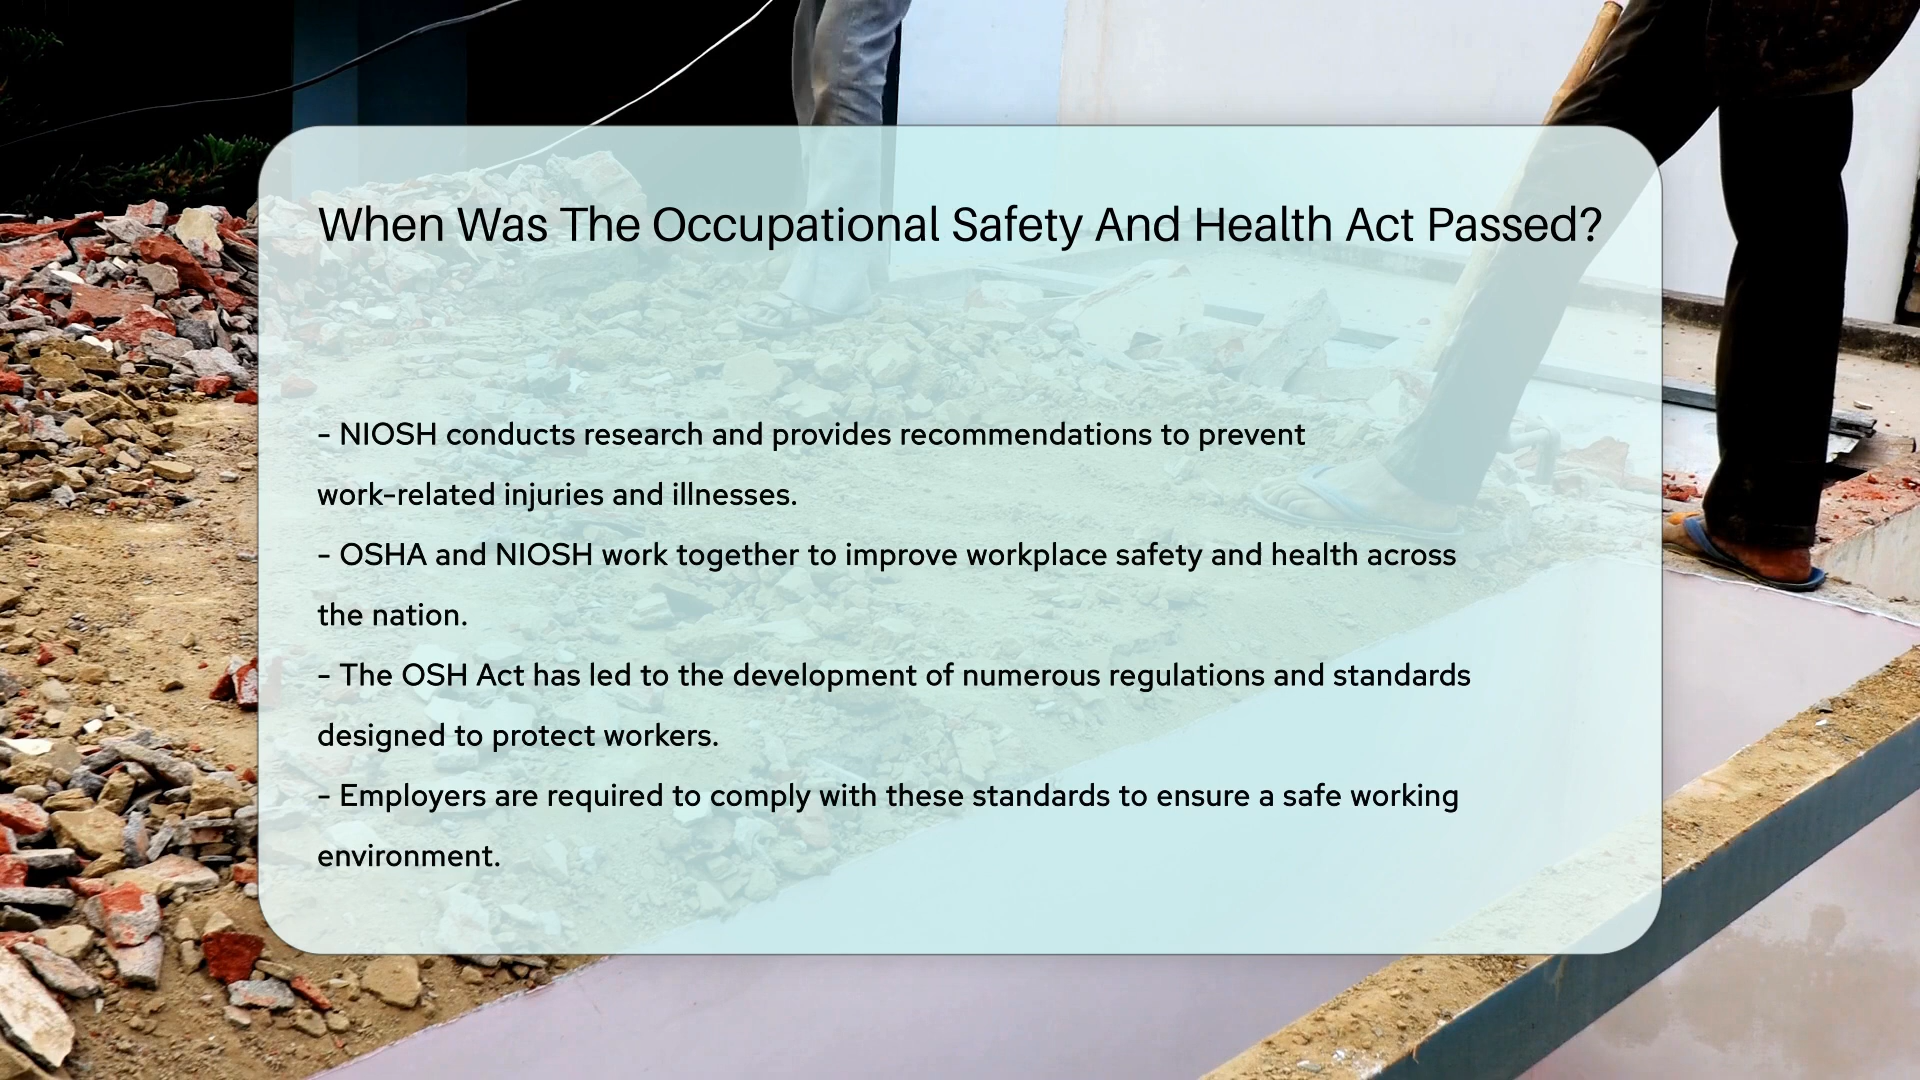 When Was The Occupational Safety And Health Act Passed?
- NIOSH conducts research and provides recommendations to prevent
work-related injuries and illnesses.
- OSHA and NIOSH work together to improve workplace safety and health across
the nation.
- The OSH Act has led to the development of numerous regulations and standards
designed to protect workers.
- Employers are required to comply with these standards to ensure a safe working
environment.